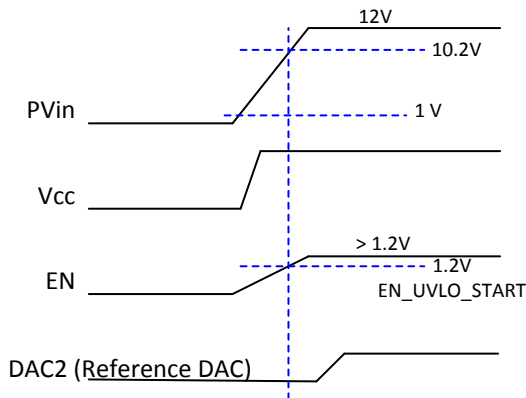 12V
10.2V
PVin
1 V
Vcc
> 1.2V
1.2V
EN
EN_UVLO_START
DAC2 (Reference DAC)